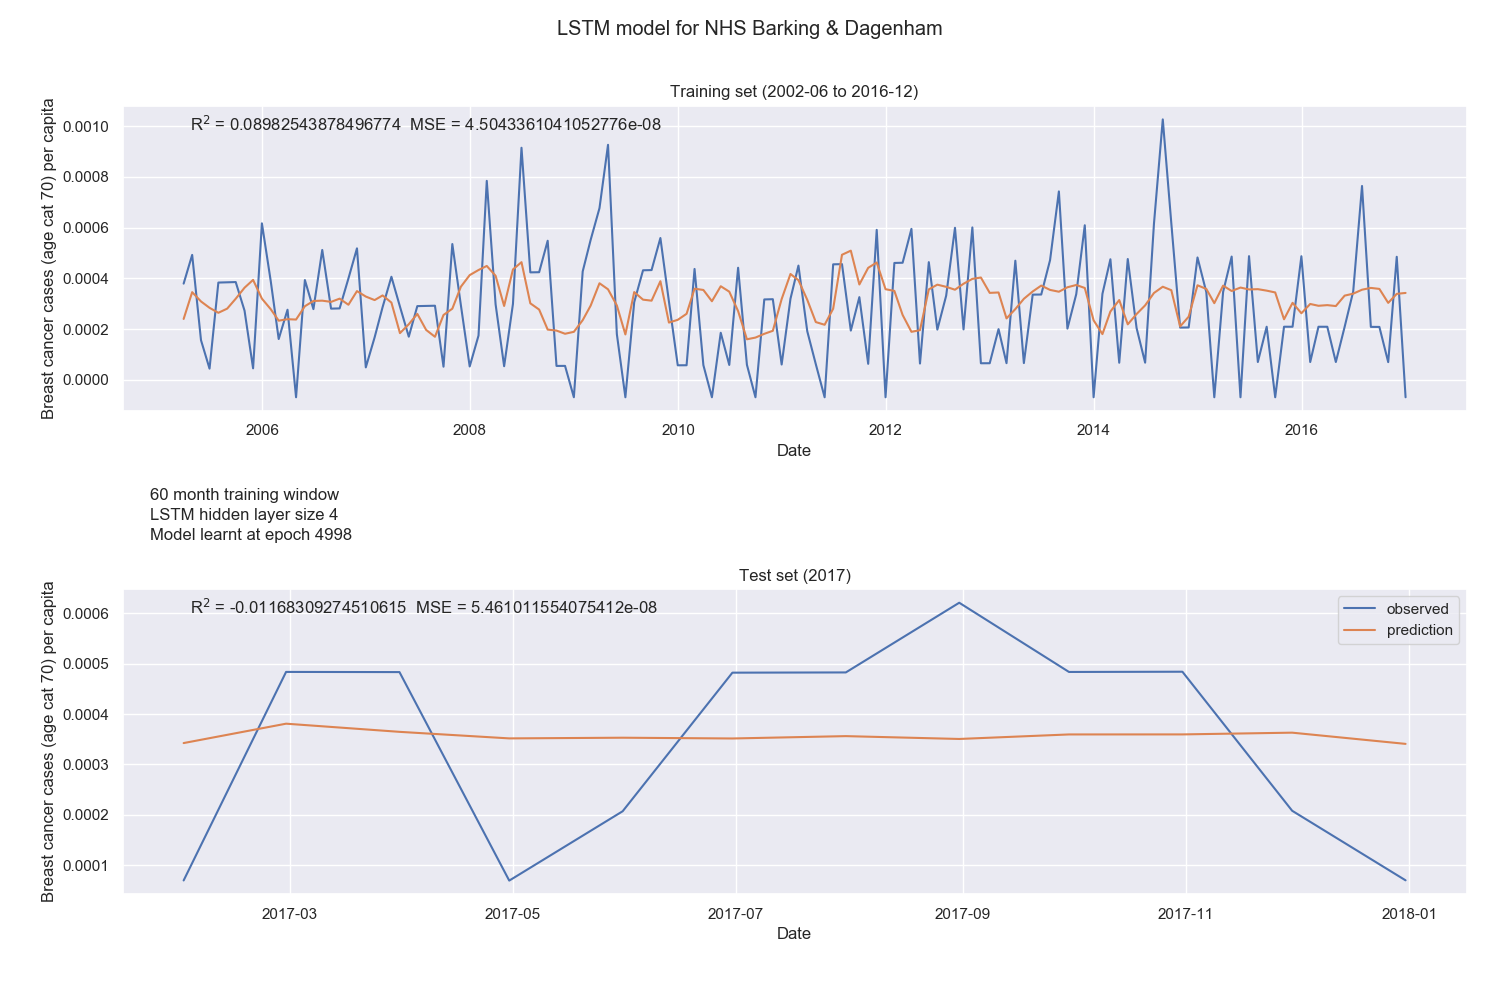 LSTM model for NHS Barking & Dagenham
Training set (2002-06 to 2016-12)
R² = 0.08982543878496774 MSE = 4.5043361041052776e-08
Breast cancer cases (age cat 70) per capita
0.0010
0.0008
0.0006
0.0004
0.0002
0.0000
2006 2008 2010 2012 2014 2016
Date
60 month training window
LSTM hidden layer size 4
Model learnt at epoch 4998
Test set (2017)
R² = -0.01168309274510615 MSE = 5.461011554075412e-08
observed
prediction
Breast cancer cases (age cat 70) per capita
0.0006
0.0005
0.0004
0.0003
0.0002
0.0001
2017-03 2017-05 2017-07 2017-09 2017-11 2018-01
Date